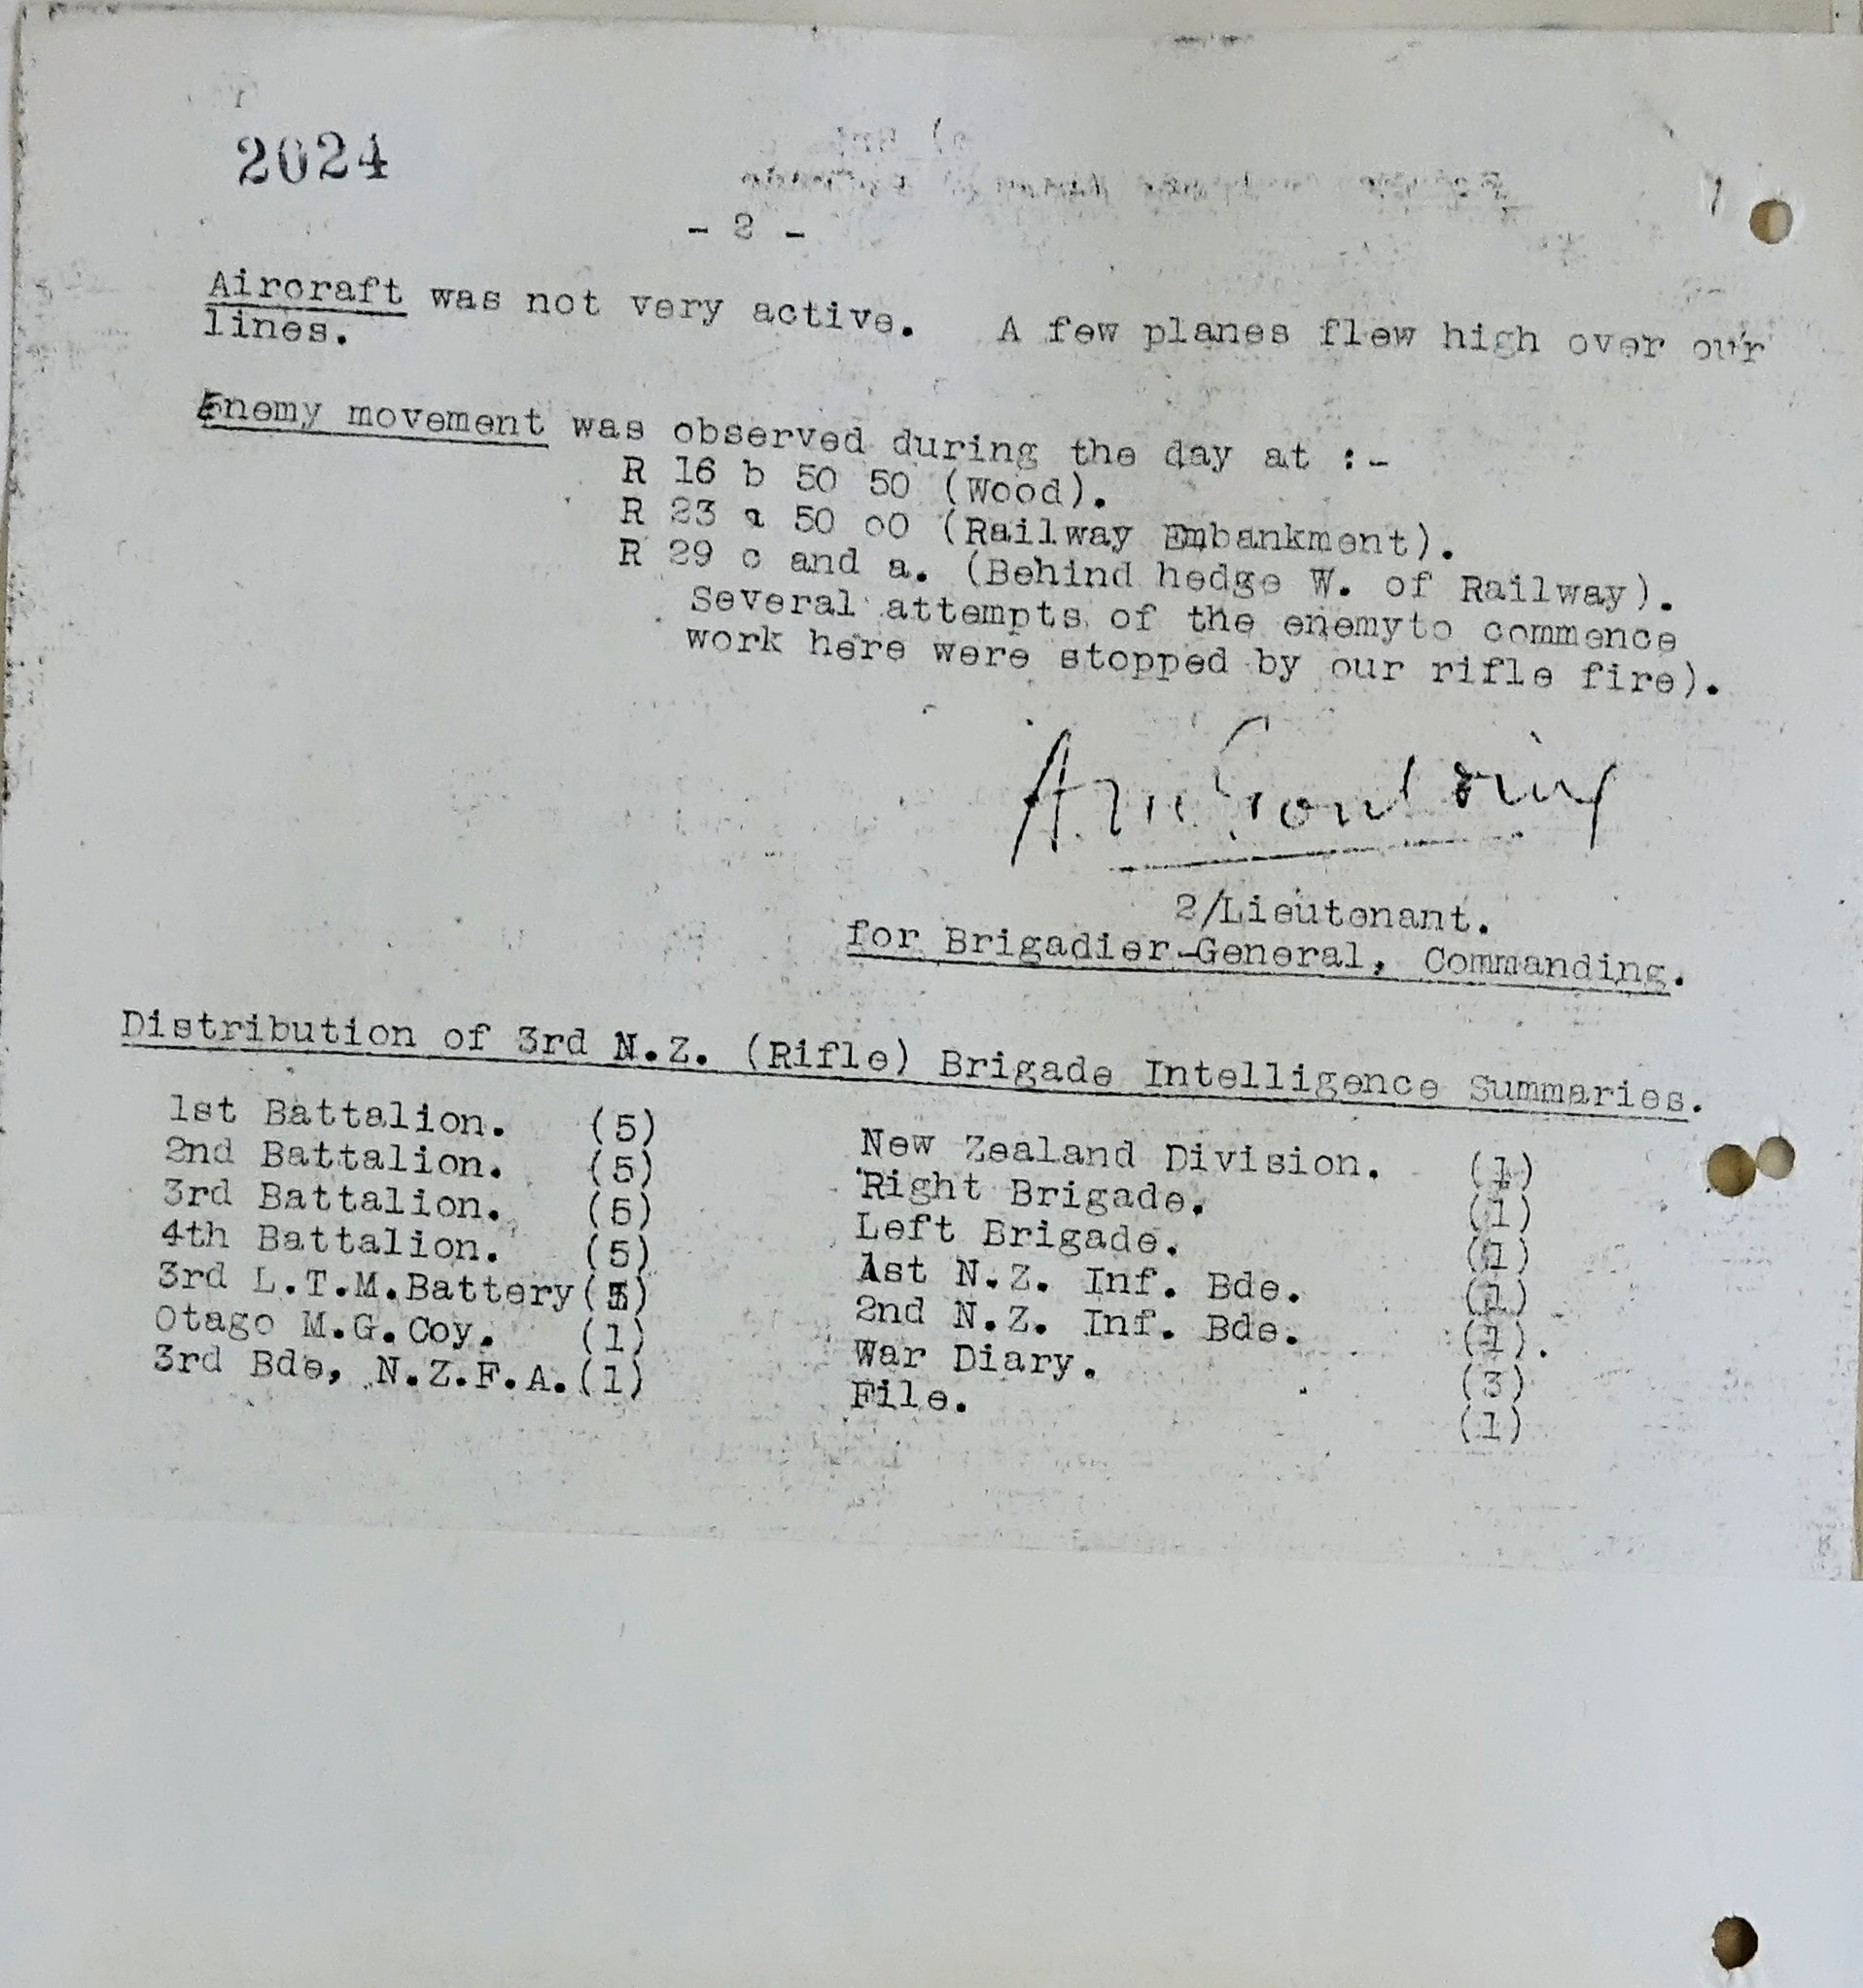 2024
- 2 -
Aircraft was not very active. A few planes flew high over our
lines.
Enemy movement was observed during the day at :-
R 16 b 50 50 (Wood).
R 23 a 50 00 (Railway Embankment).
R 29 c and a. (Behind hedge W. of Railway).
Several attempts of the enemyto commence
work here were stopped by our rifle fire).
2/Lieutenant.
for Brigadier-General, Commanding.
Distribution of 3rd N.Z. (Rifle) Brigade Intelligence Summaries.
1st Battalion. (5)
2nd Battalion. (5)
3rd Battalion. (5)
4th Battalion. (5)
3rd L.T.M.Battery
Otago M.G.Coy. (1)
3rd Bde, N.Z.F.A.(1)
New Zealand Division. (1)
Right Brigade. (1)
Left Brigade. (1)
1st N.Z. Inf. Bde. (1)
2nd N.Z. Inf. Bde. (1).
War Diary. (3)
File. (1)